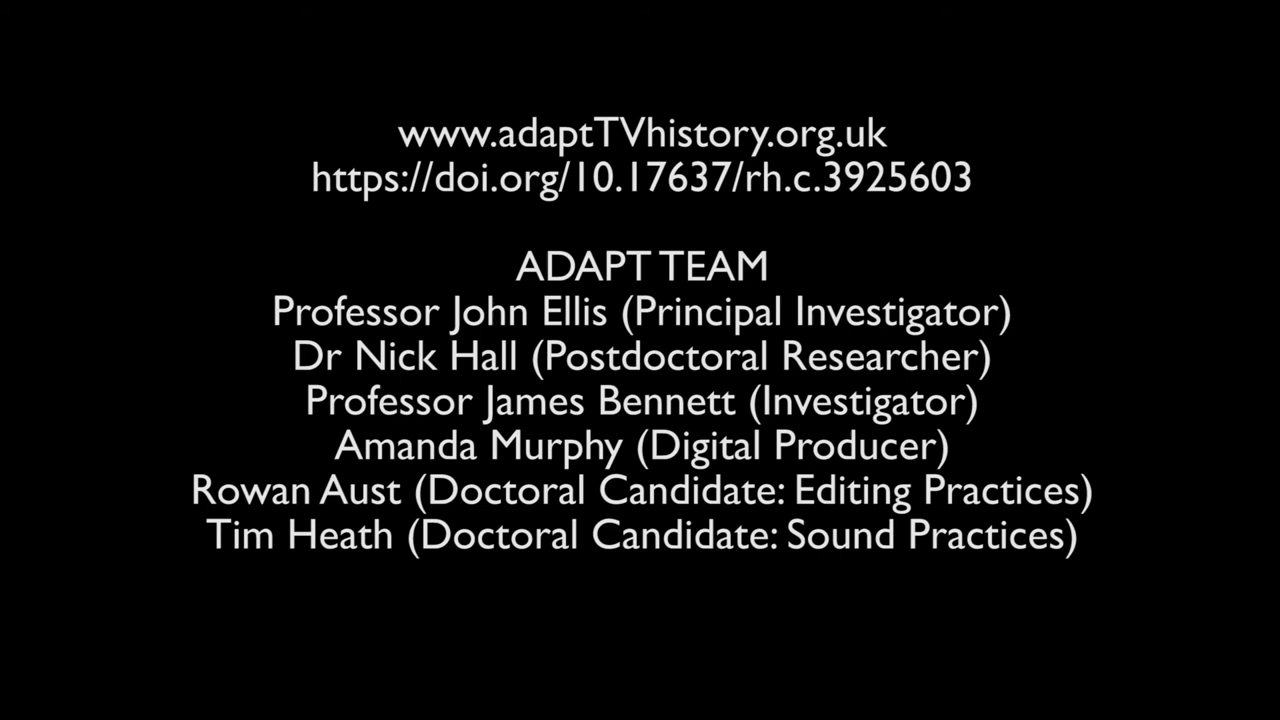 www.adaptTVhistory.org.uk
https://doi.org/10.17637/rh.c.3925603
ADAPT TEAM
Professor John Ellis (Principal Investigator)
Dr Nick Hall (Postdoctoral Researcher)
Professor James Bennett (Investigator)
Amanda Murphy (Digital Producer)
Rowan Aust (Doctoral Candidate: Editing Practices)
Tim Heath (Doctoral Candidate: Sound Practices)